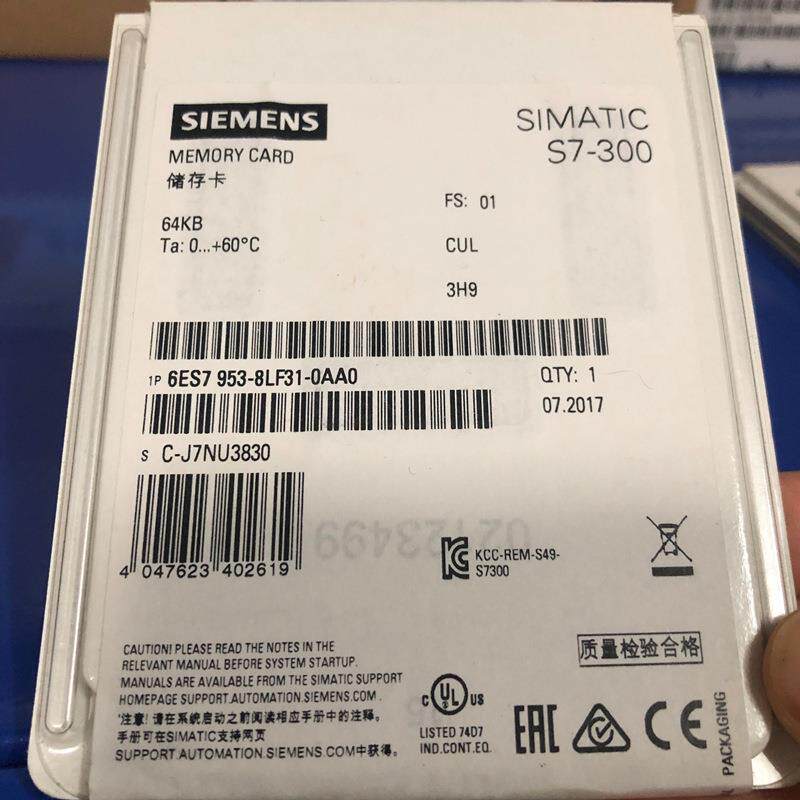 SIEMENS
SIMATIC
S7-300
MEMORY CARD
储存卡
64KB
Ta: 0...+60°C
FS: 01
CUL
3H9
1P 6ES7 953-8LF31-0AA0
QTY: 1
07.2017
S C-J7NU3830
4 047623 402619
02123499
KCC-REM-S49-
S7300
质量检验合格
CAUTION! PLEASE READ THE NOTES IN THE
RELEVANT MANUAL BEFORE SYSTEM STARTUP.
MANUALS ARE AVAILABLE FROM THE SIMATIC SUPPORT
HOMEPAGE SUPPORT.AUTOMATION.SIEMENS.COM.
"注意! 请在系统启动之前阅读相应手册中的注释。
手册可在SIMATIC支持网页
SUPPORT.AUTOMATION.SIEMENS.COM中获得。
C UL US
LISTED 74D7
IND.CONT.EQ.
EAC
CE
PACKAGING